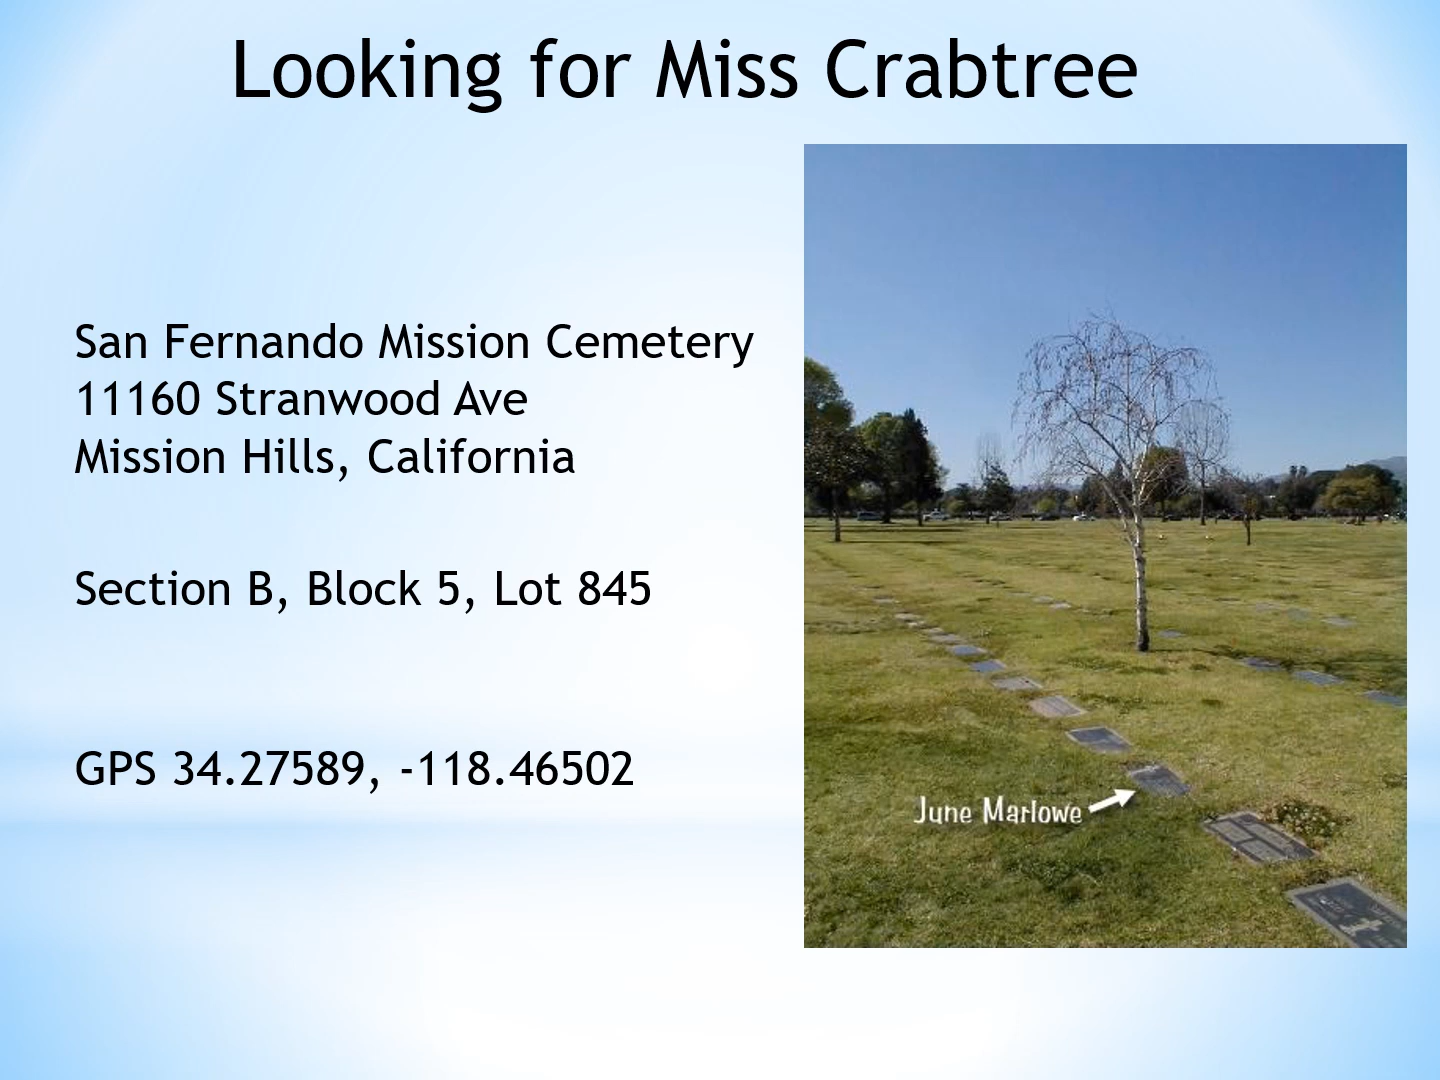 Looking for Miss Crabtree
San Fernando Mission Cemetery
11160 Stranwood Ave
Mission Hills, California
Section B, Block 5, Lot 845
GPS 34.27589, -118.46502
June Marlowe